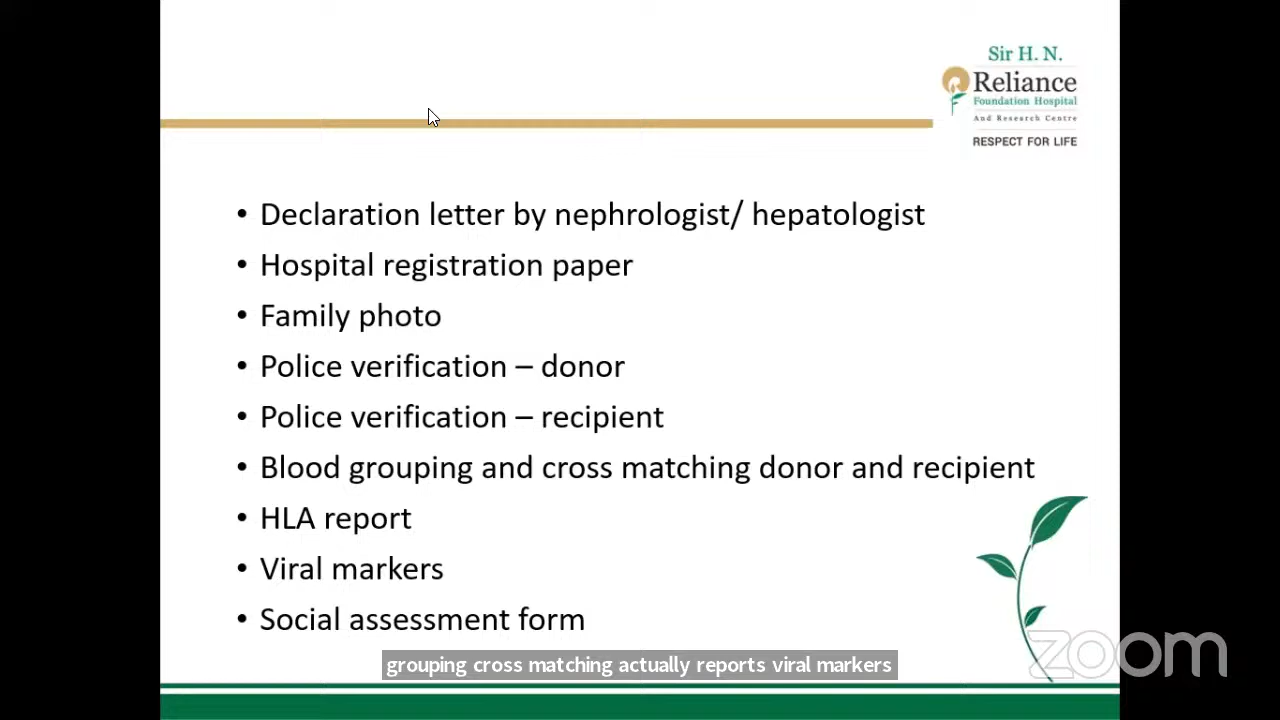 Sir H. N.
Reliance
Foundation Hospital
And Research Centre
RESPECT FOR LIFE
• Declaration letter by nephrologist/ hepatologist
• Hospital registration paper
• Family photo
• Police verification – donor
• Police verification – recipient
• Blood grouping and cross matching donor and recipient
• HLA report
• Viral markers
• Social assessment form
grouping cross matching actually reports viral markers
zoom